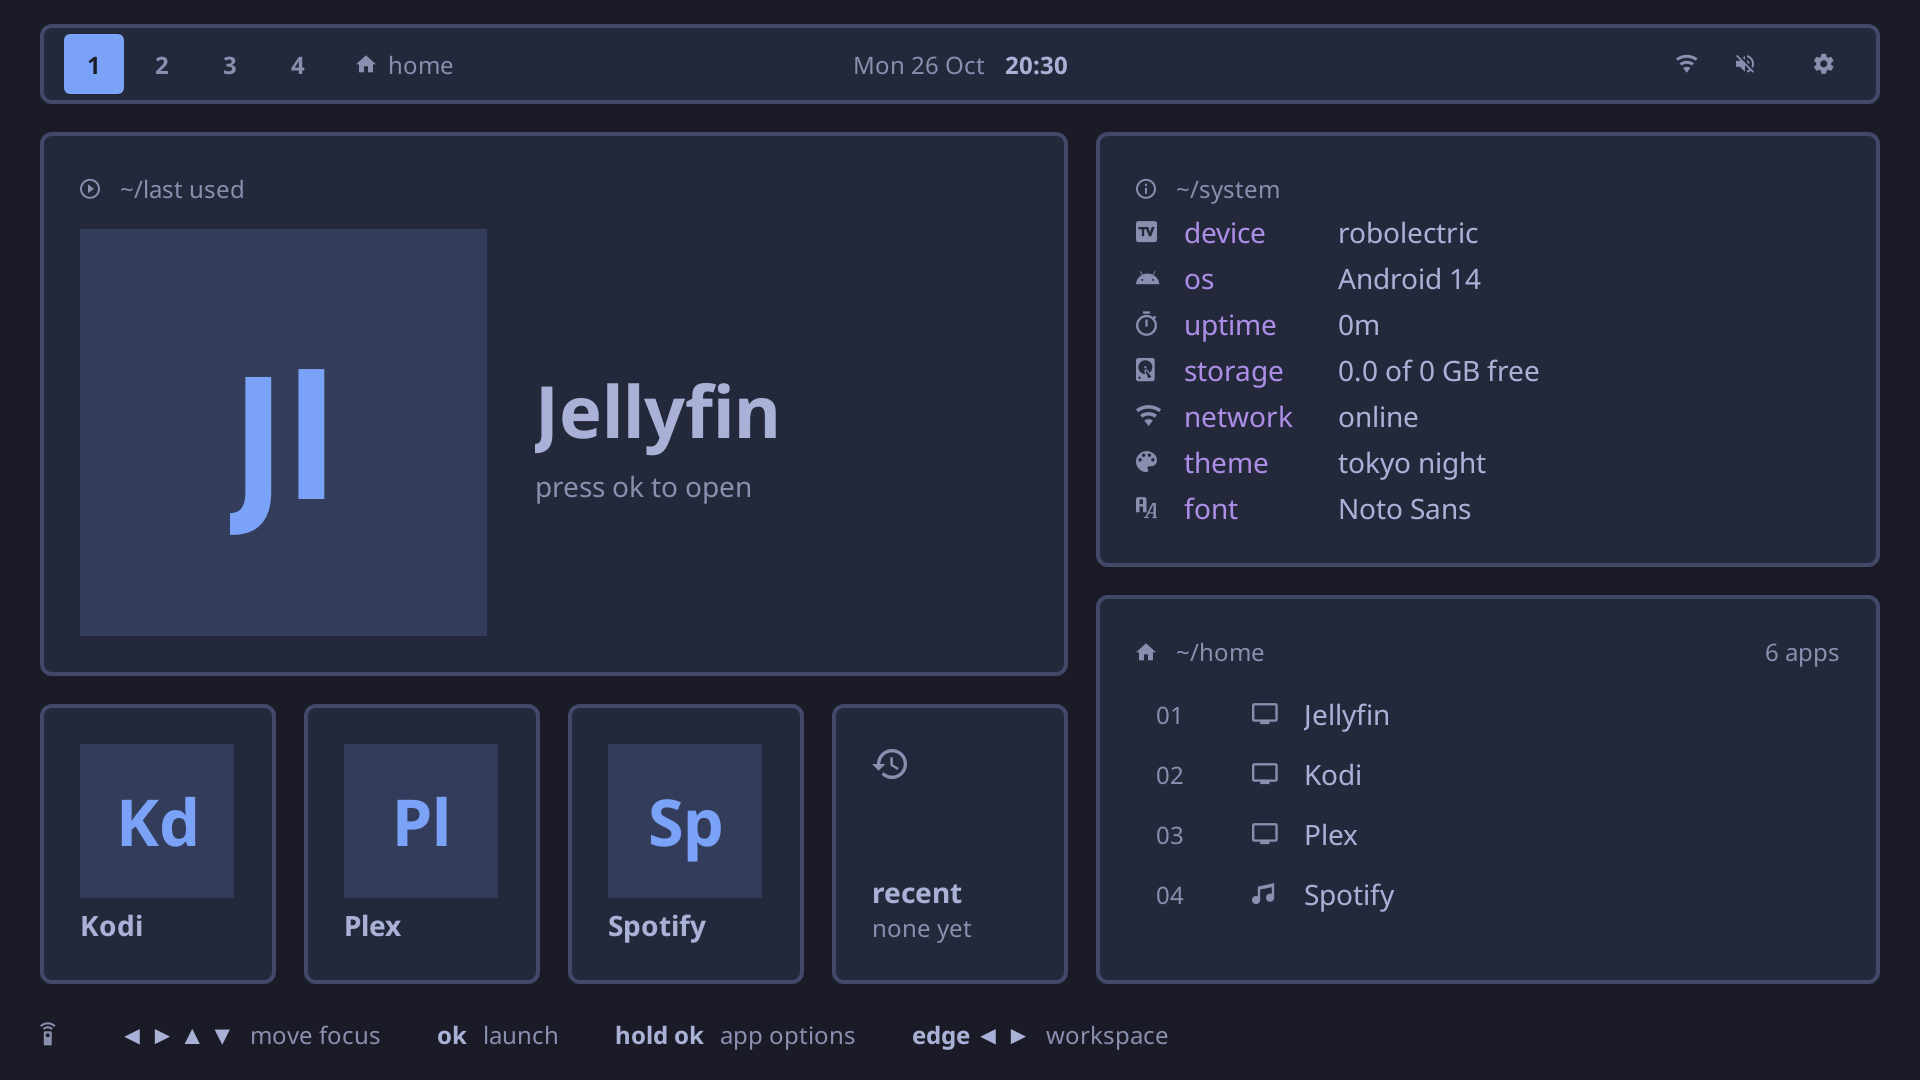 1 2 3 4 home Mon 26 Oct 20:30
~/last used
Jl
Jellyfin
press ok to open
~/system
TV device robolectric
os Android 14
uptime 0m
storage 0.0 of 0 GB free
network online
theme tokyo night
font Noto Sans
Kd
Kodi
Pl
Plex
Sp
Spotify
recent
none yet
~/home 6 apps
01 Jellyfin
02 Kodi
03 Plex
04 Spotify
◀ ▶ ▲ ▼ move focus ok launch hold ok app options edge ◀ ▶ workspace